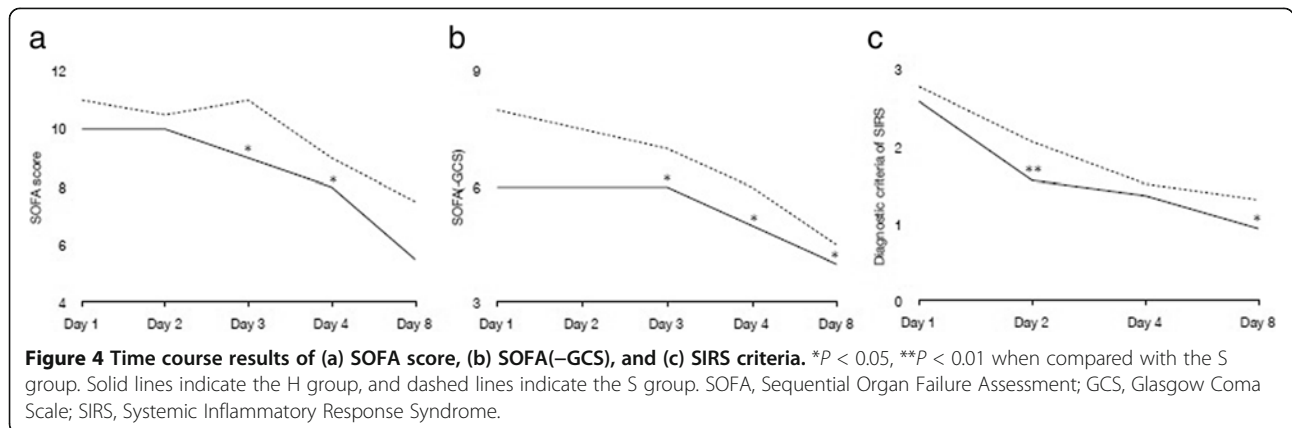 a
SOFA score
12
10
8
6
4
Day 1 Day 2 Day 3 Day 4 Day 8
* *
b
SOFA(-GCS)
9
6
3
Day 1 Day 2 Day 3 Day 4 Day 8
* * *
c
Diagnostic criteria of SIRS
3
2
1
0
Day 1 Day 2 Day 4 Day 8
** *
Figure 4 Time course results of (a) SOFA score, (b) SOFA(−GCS), and (c) SIRS criteria. *P < 0.05, **P < 0.01 when compared with the S
group. Solid lines indicate the H group, and dashed lines indicate the S group. SOFA, Sequential Organ Failure Assessment; GCS, Glasgow Coma
Scale; SIRS, Systemic Inflammatory Response Syndrome.